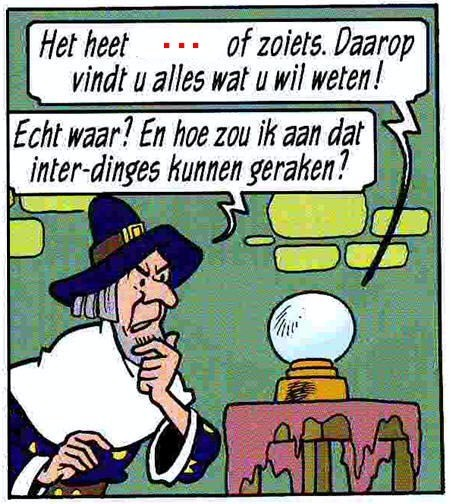 Het heet ... of zoiets. Daarop
vindt u alles wat u wil weten!
Echt waar? En hoe zou ik aan dat
inter-dinges kunnen geraken?